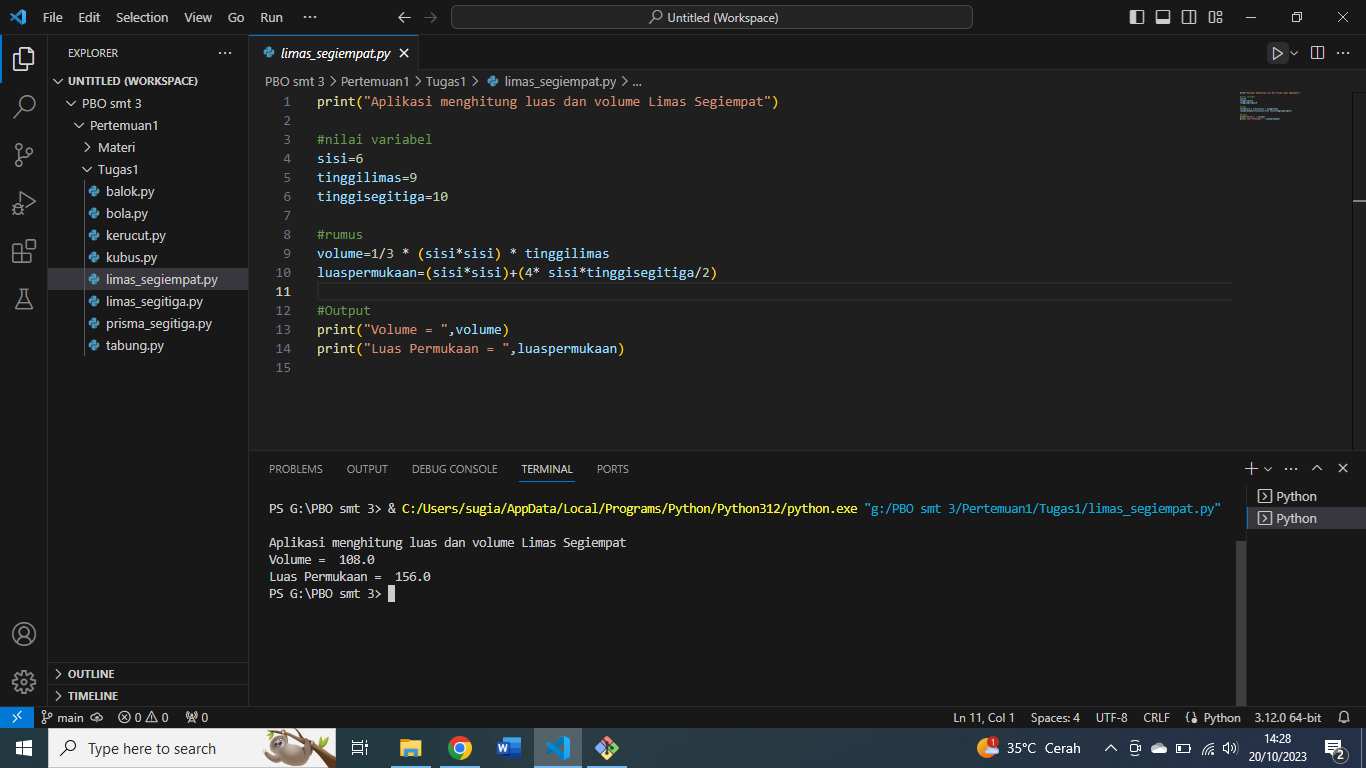 File Edit Selection View Go Run ··· Untitled (Workspace)
EXPLORER ···
UNTITLED (WORKSPACE)
PBO smt 3
Pertemuan1
Materi
Tugas1
balok.py
bola.py
kerucut.py
kubus.py
limas_segiempat.py
limas_segitiga.py
prisma_segitiga.py
tabung.py
OUTLINE
TIMELINE
limas_segiempat.py
PBO smt 3 > Pertemuan1 > Tugas1 > limas_segiempat.py > ...
1 print("Aplikasi menghitung luas dan volume Limas Segiempat")
2
3 #nilai variabel
4 sisi=6
5 tinggilimas=9
6 tinggisegitiga=10
7
8 #rumus
9 volume=1/3 * (sisi*sisi) * tinggilimas
10 luaspermukaan=(sisi*sisi)+(4* sisi*tinggisegitiga/2)
11
12 #Output
13 print("Volume = ",volume)
14 print("Luas Permukaan = ",luaspermukaan)
15
PROBLEMS OUTPUT DEBUG CONSOLE TERMINAL PORTS
PS G:\PBO smt 3> & C:/Users/sugia/AppData/Local/Programs/Python/Python312/python.exe "g:/PBO smt 3/Pertemuan1/Tugas1/limas_segiempat.py"
Aplikasi menghitung luas dan volume Limas Segiempat
Volume =  108.0
Luas Permukaan =  156.0
PS G:\PBO smt 3>
Python
Python
main 0 0 0 Ln 11, Col 1 Spaces: 4 UTF-8 CRLF Python 3.12.0 64-bit
Type here to search 1 35°C Cerah 14:28
20/10/2023 2